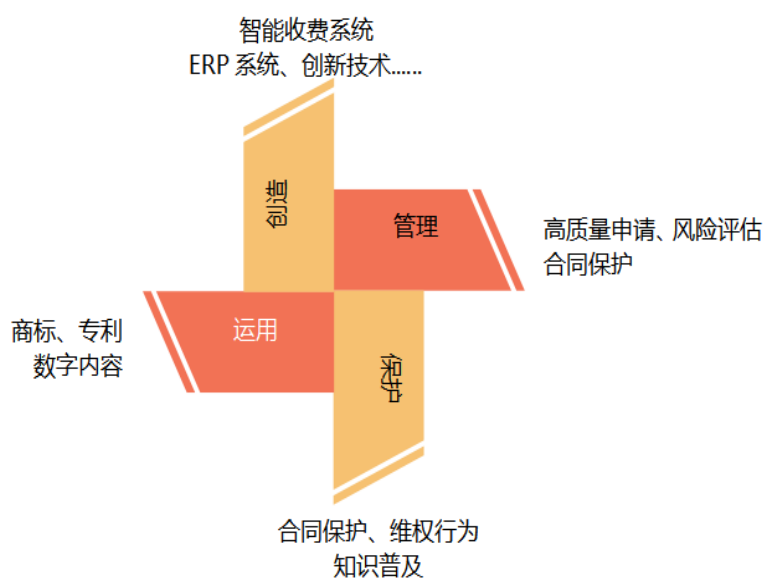 智能收费系统
ERP 系统、创新技术......
创造
管理
高质量申请、风险评估
合同保护
商标、专利
数字内容
运用
保护
合同保护、维权行为
知识普及